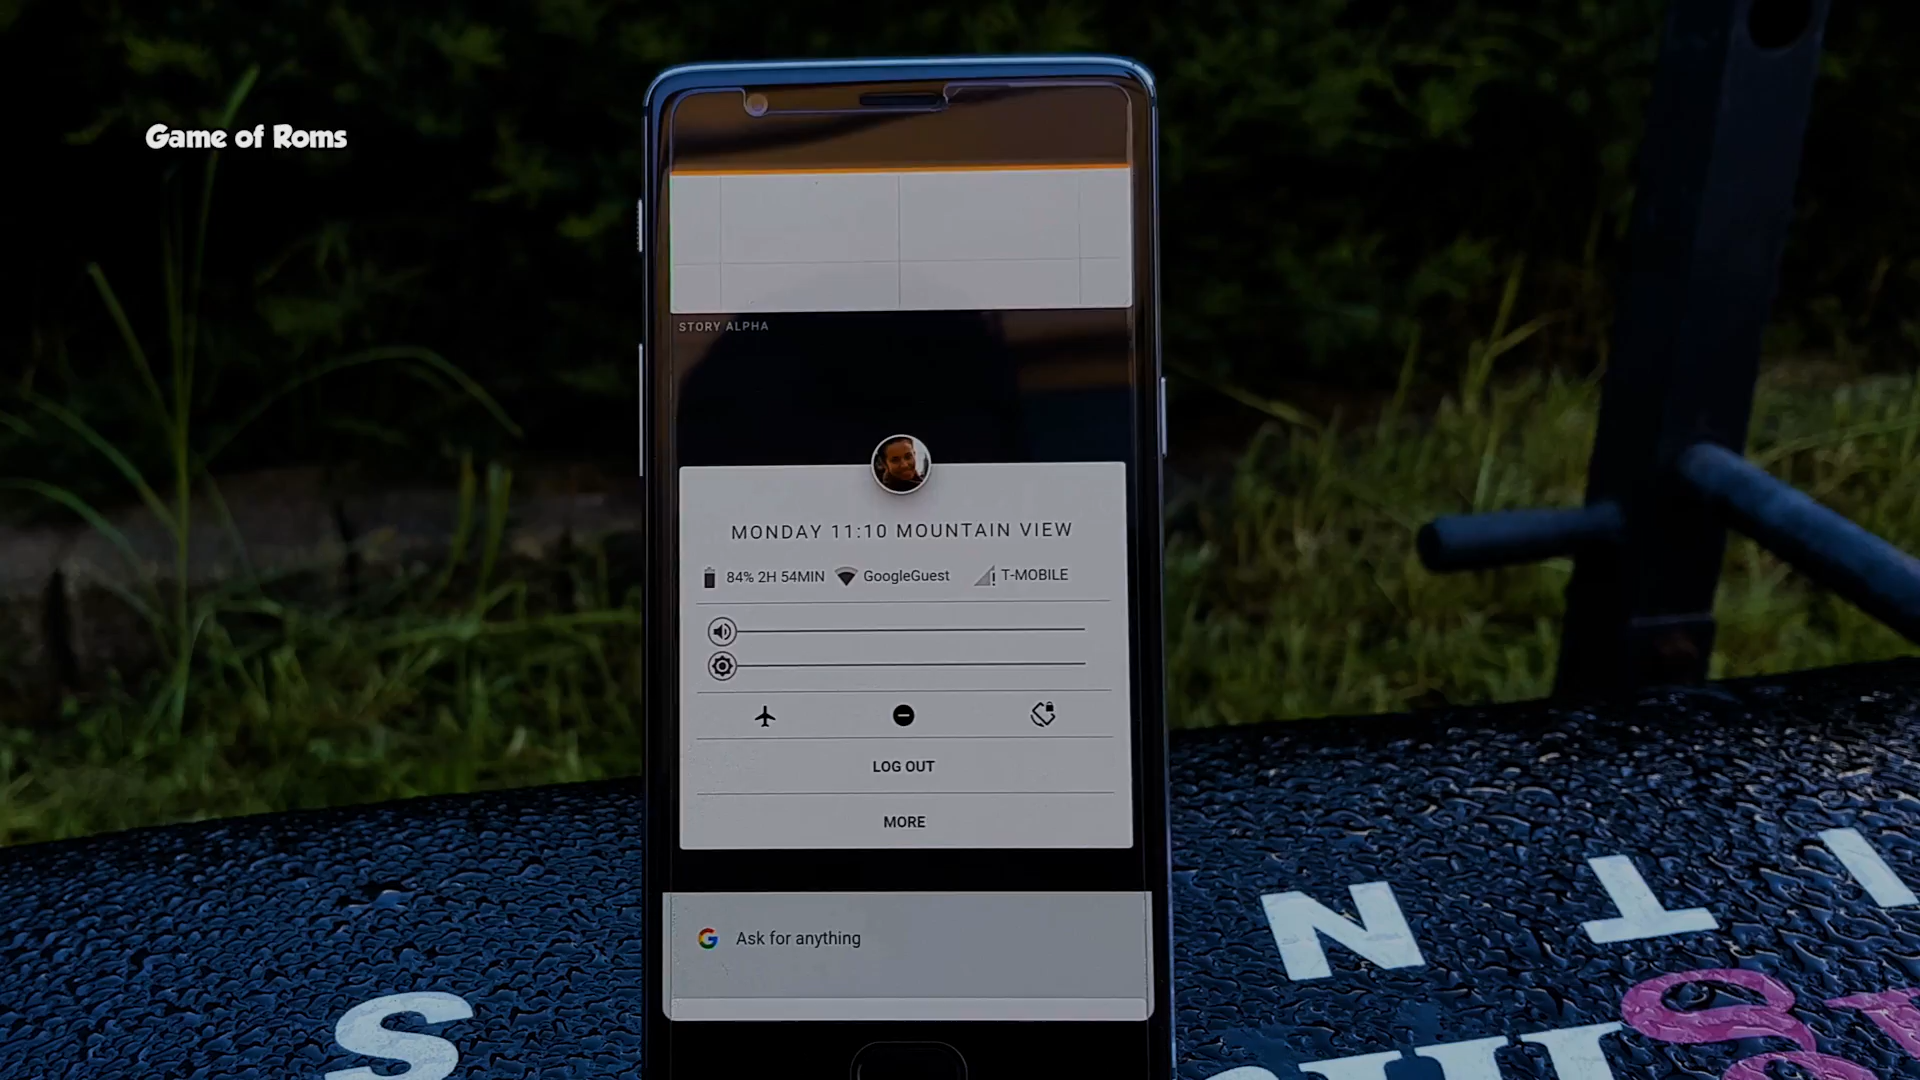 Game of Roms
STORY ALPHA
MONDAY 11:10 MOUNTAIN VIEW
84% 2H 54MIN GoogleGuest T-MOBILE
LOG OUT
MORE
G Ask for anything
N T I
S